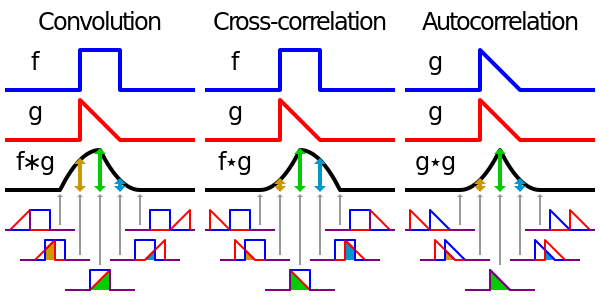 Convolution Cross-correlation Autocorrelation
f f g
g g g
f∗g f⋆g g⋆g